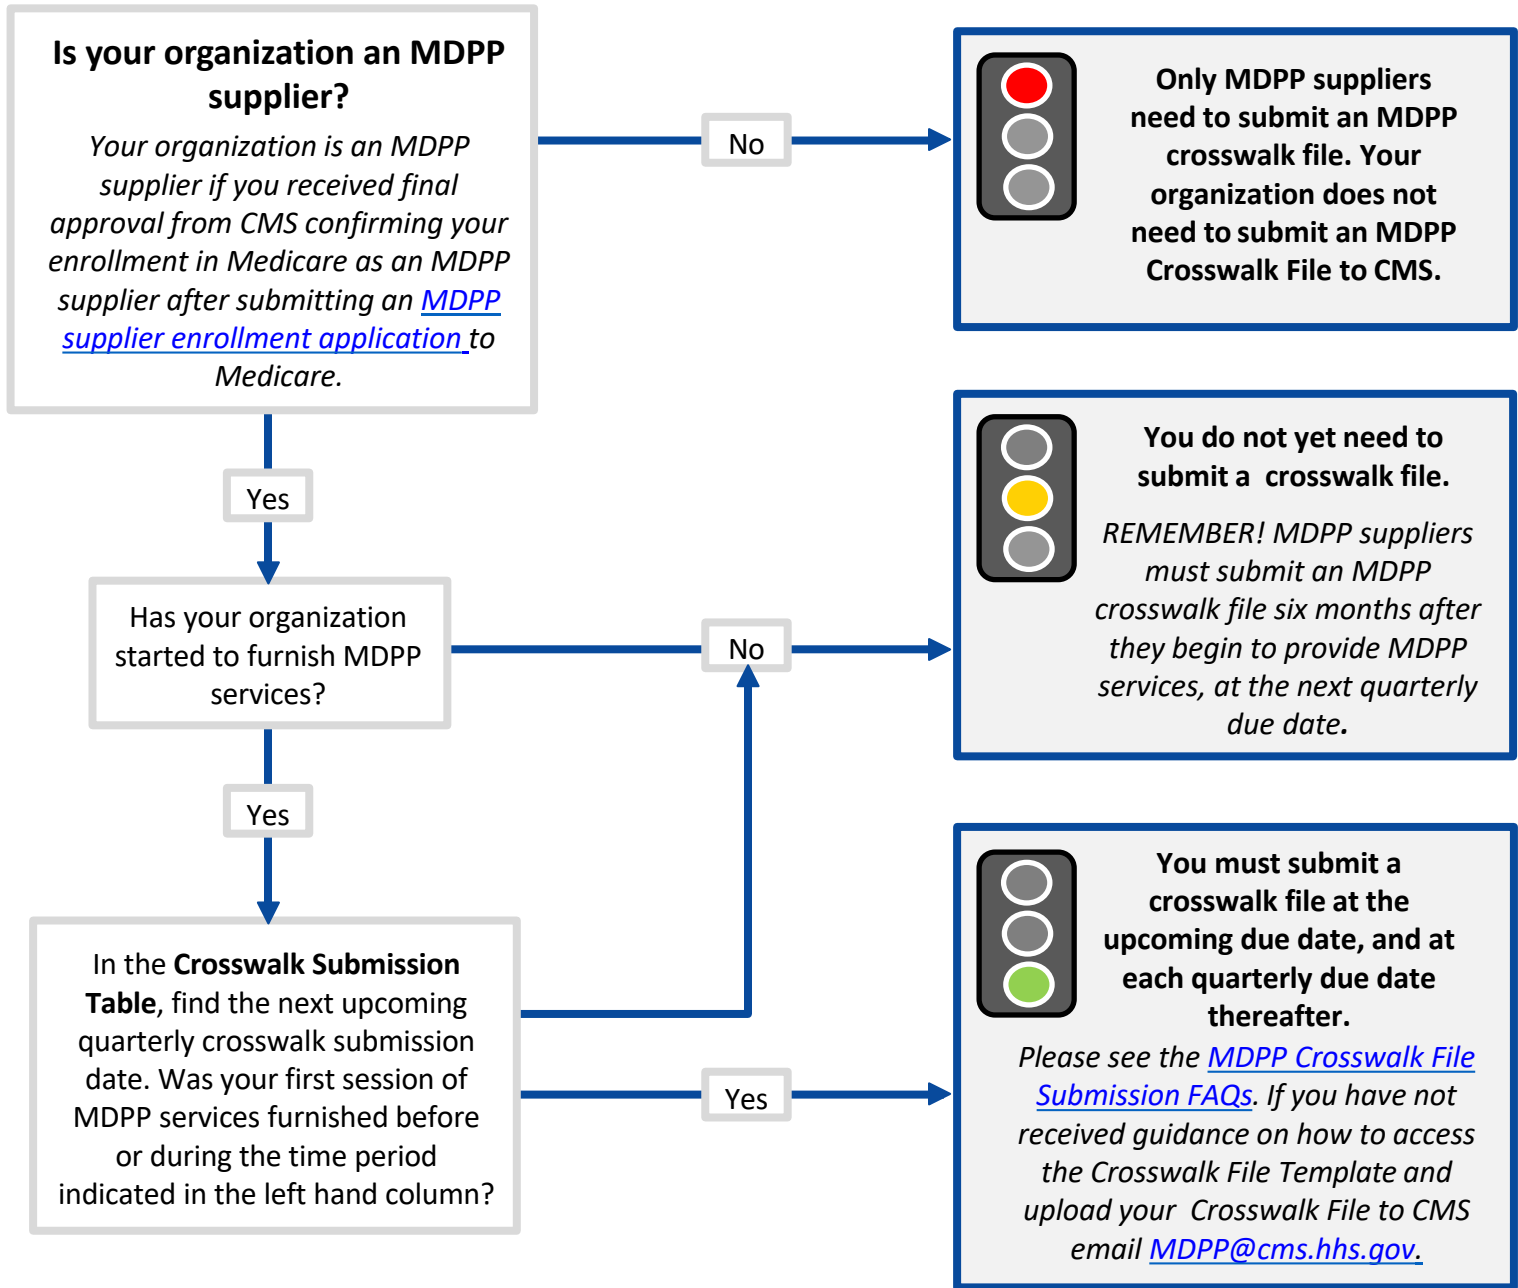 Is your organization an MDPP
supplier?
Your organization is an MDPP
supplier if you received final
approval from CMS confirming your
enrollment in Medicare as an MDPP
supplier after submitting an MDPP
supplier enrollment application to
Medicare.
No
Only MDPP suppliers
need to submit an MDPP
crosswalk file. Your
organization does not
need to submit an MDPP
Crosswalk File to CMS.
Yes
Has your organization
started to furnish MDPP
services?
No
You do not yet need to
submit a crosswalk file.
REMEMBER! MDPP suppliers
must submit an MDPP
crosswalk file six months after
they begin to provide MDPP
services, at the next quarterly
due date.
Yes
In the Crosswalk Submission
Table, find the next upcoming
quarterly crosswalk submission
date. Was your first session of
MDPP services furnished before
or during the time period
indicated in the left hand column?
Yes
You must submit a
crosswalk file at the
upcoming due date, and at
each quarterly due date
thereafter.
Please see the MDPP Crosswalk File
Submission FAQs. If you have not
received guidance on how to access
the Crosswalk File Template and
upload your Crosswalk File to CMS
email MDPP@cms.hhs.gov.